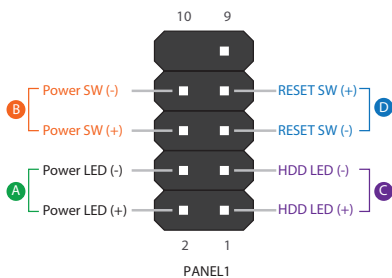 10 9
Power SW (-) RESET SW (+)
B D
Power SW (+) RESET SW (-)
Power LED (-) HDD LED (-)
A C
Power LED (+) HDD LED (+)
2 1
PANEL1